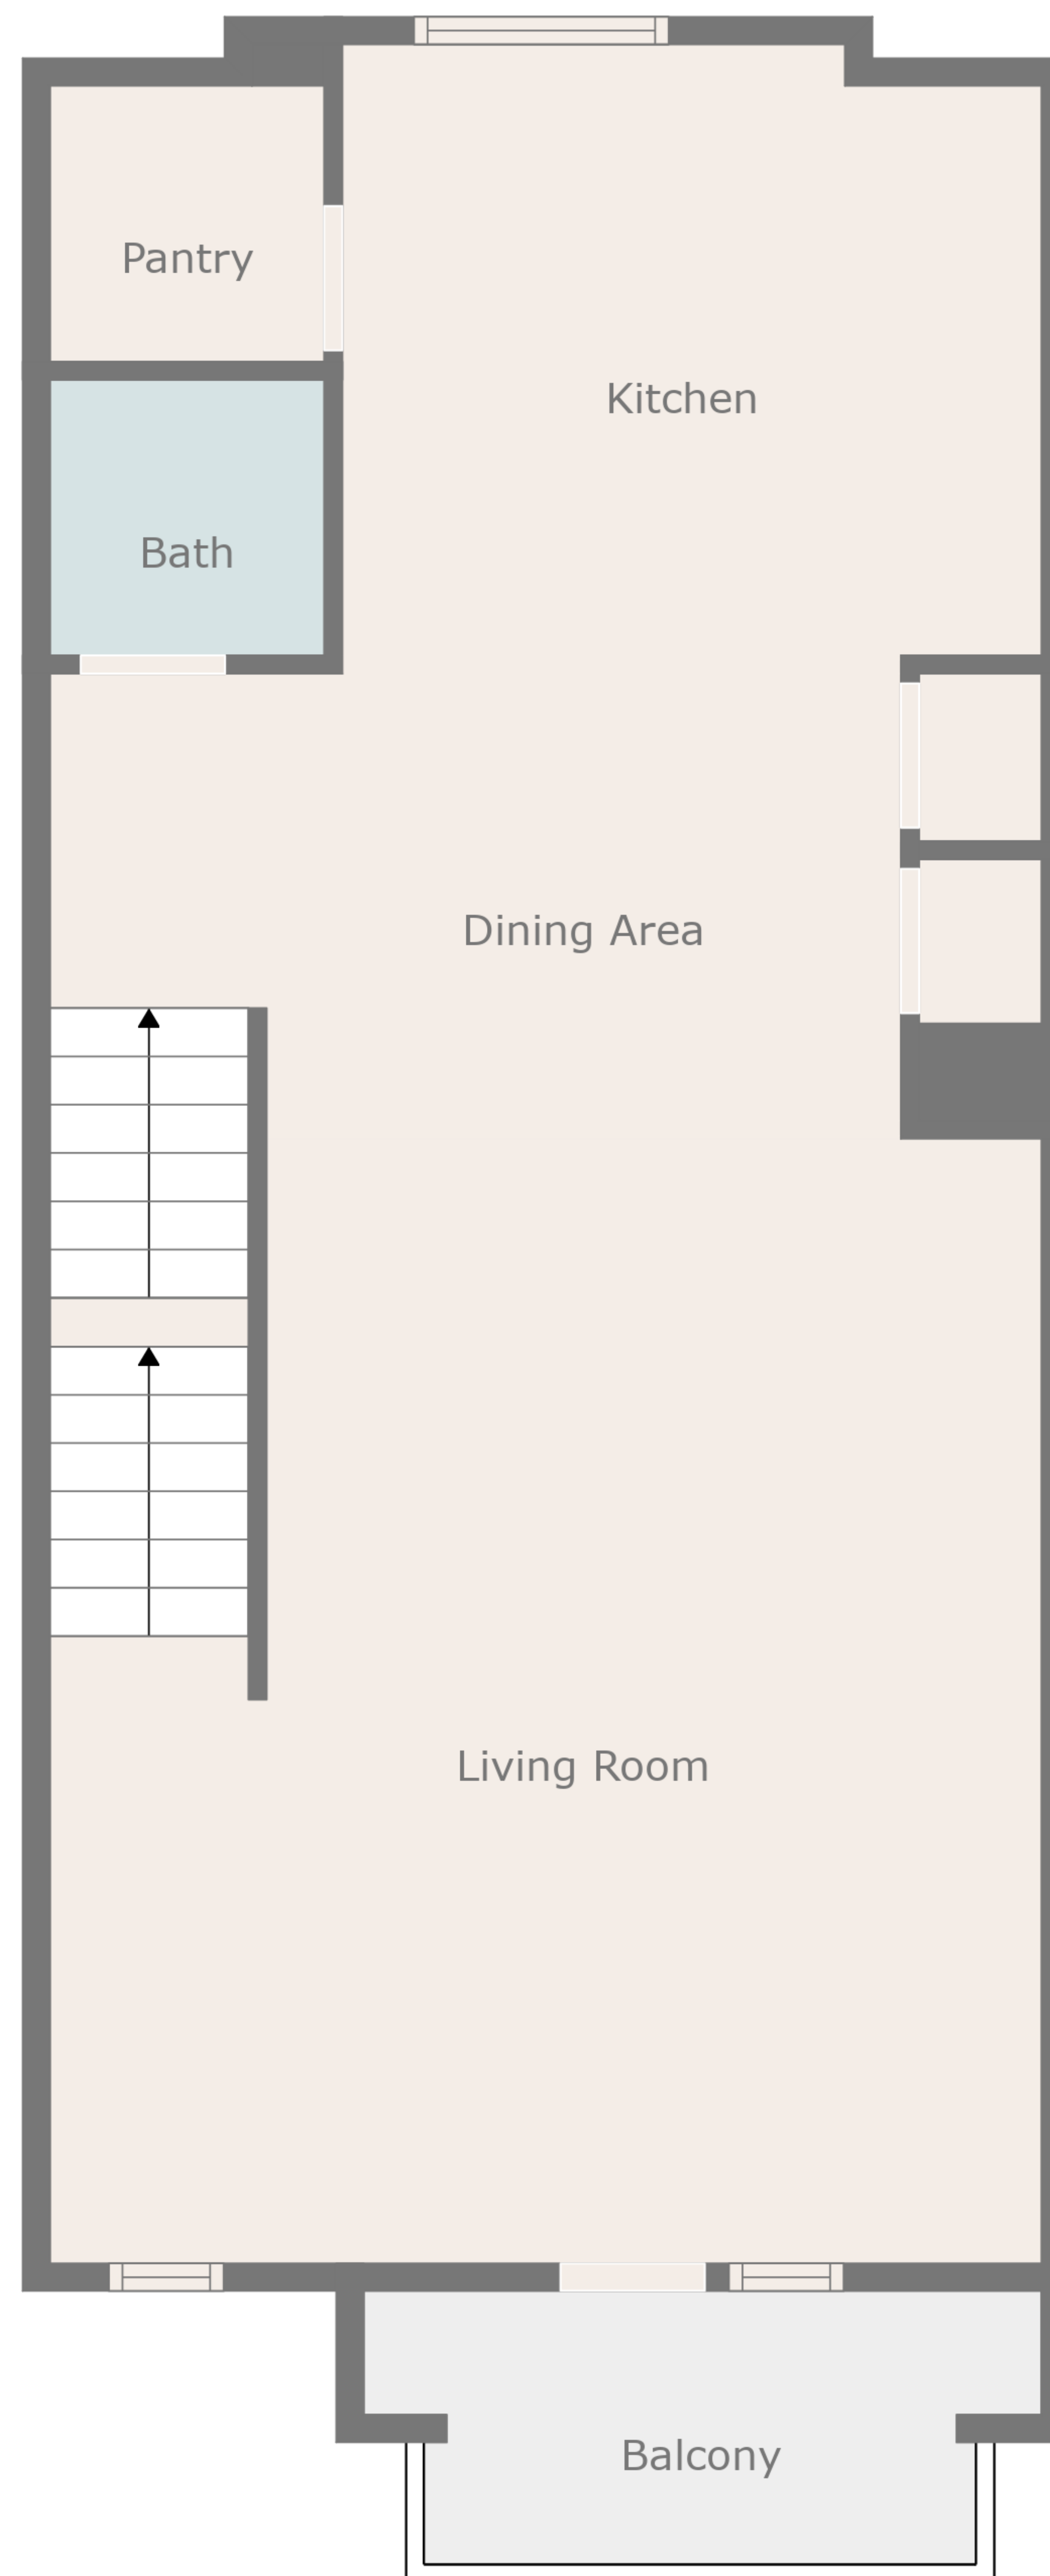 Pantry
Kitchen
Bath
Dining Area
Living Room
Balcony